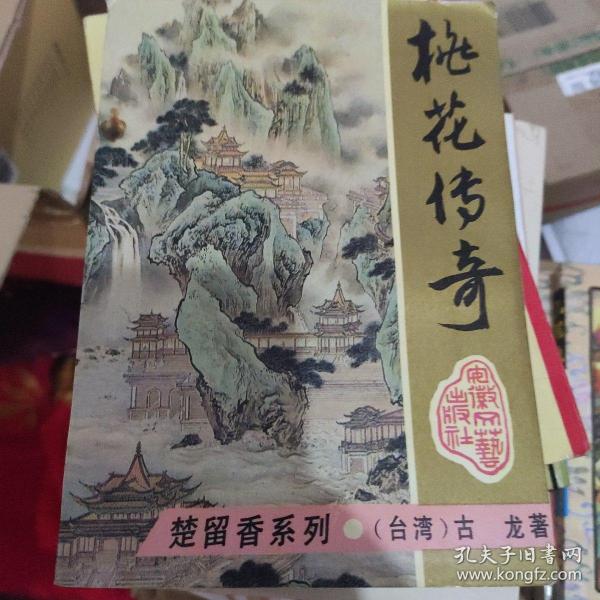 桃花传奇
安徽文艺
出版社
楚留香系列 ● (台湾) 古 龙著
孔夫子旧书网
www.kongfz.com